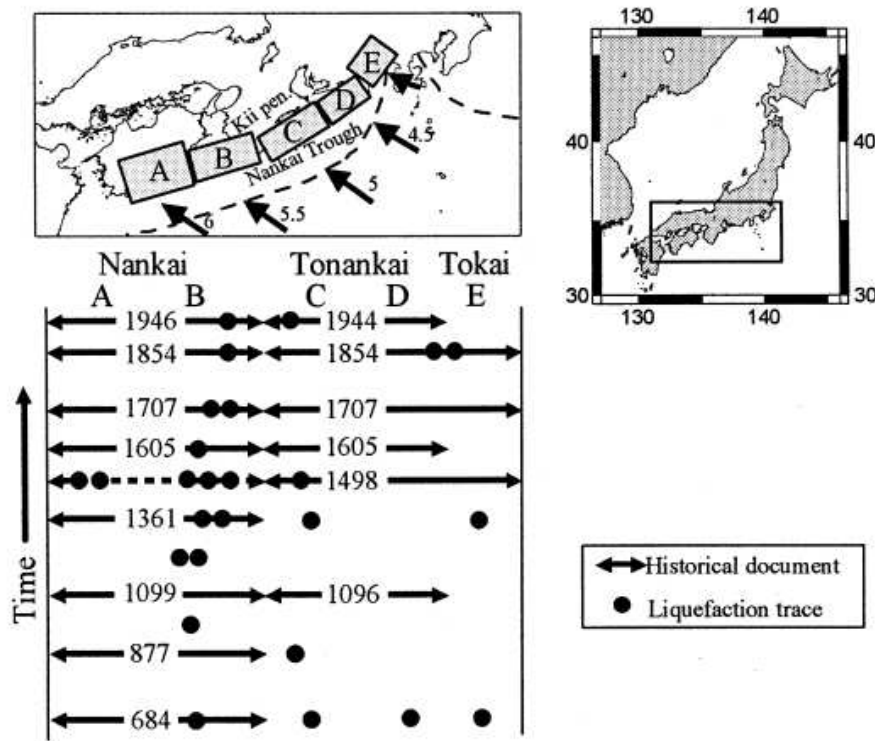 E
D
C
B
A
Kii pen.
Nankai Trough
4.5
5
5.5
6
130 140
40
40
30
30
130 140
Nankai Tonankai Tokai
A B C D E
1946 1944
1854 1854
1707 1707
1605 1605
1498
1361
1099 1096
877
684
Time
Historical document
Liquefaction trace